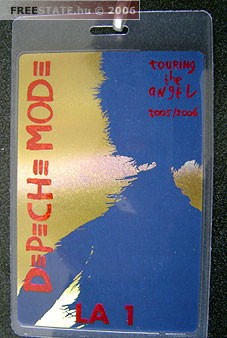 FREESTATE.hu © 2006
DEPECHE MODE
touring
the
angel
2005/2006
LA 1